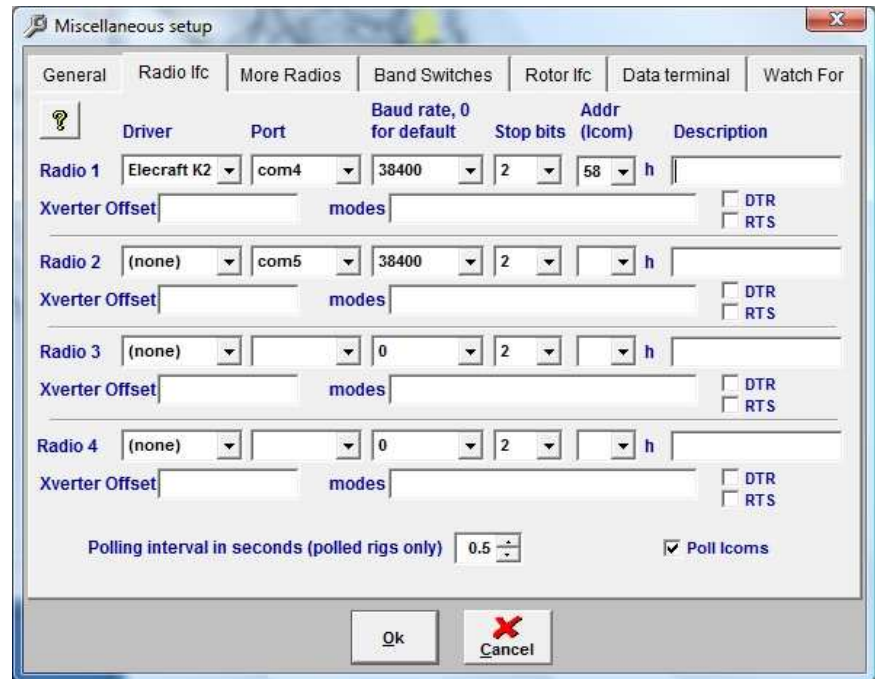 Miscellaneous setup
General Radio Ifc More Radios Band Switches Rotor Ifc Data terminal Watch For
Baud rate, 0 Addr
? Driver Port for default Stop bits (Icom) Description
Radio 1 Elecraft K2 com4 38400 2 58 h
Xverter Offset modes DTR
RTS
Radio 2 (none) com5 38400 2 h
Xverter Offset modes DTR
RTS
Radio 3 (none) 0 2 h
Xverter Offset modes DTR
RTS
Radio 4 (none) 0 2 h
Xverter Offset modes DTR
RTS
Polling interval in seconds (polled rigs only) 0.5 Poll Icoms
Ok Cancel